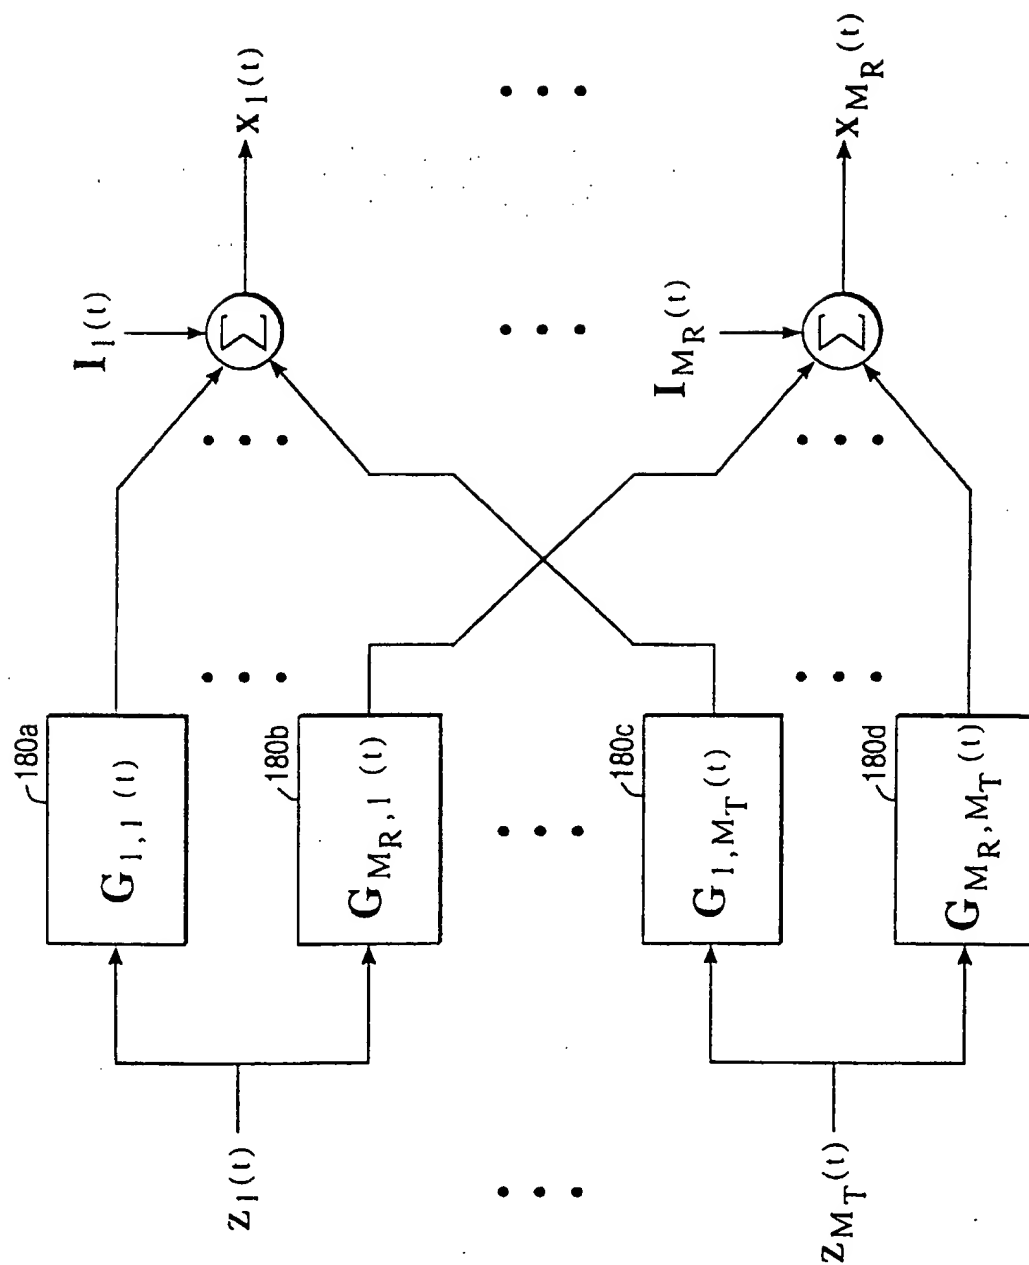 z1(t)
180a
G1,1 (t)
180b
GMR,1 (t)
I1(t)
Σ
x1(t)
zMT(t)
180c
G1,MT(t)
180d
GMR,MT(t)
IMR(t)
Σ
xMR(t)